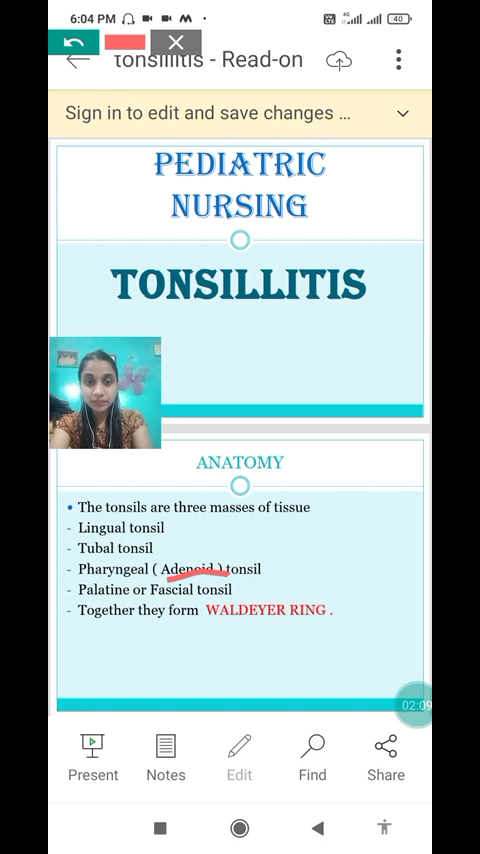 6:04 PM
4G
40
tonsillitis - Read-on
Sign in to edit and save changes ...
PEDIATRIC
NURSING
TONSILLITIS
ANATOMY
• The tonsils are three masses of tissue
- Lingual tonsil
- Tubal tonsil
- Pharyngeal ( Adenoid ) tonsil
- Palatine or Fascial tonsil
- Together they form WALDEYER RING .
02:09
Present Notes Edit Find Share